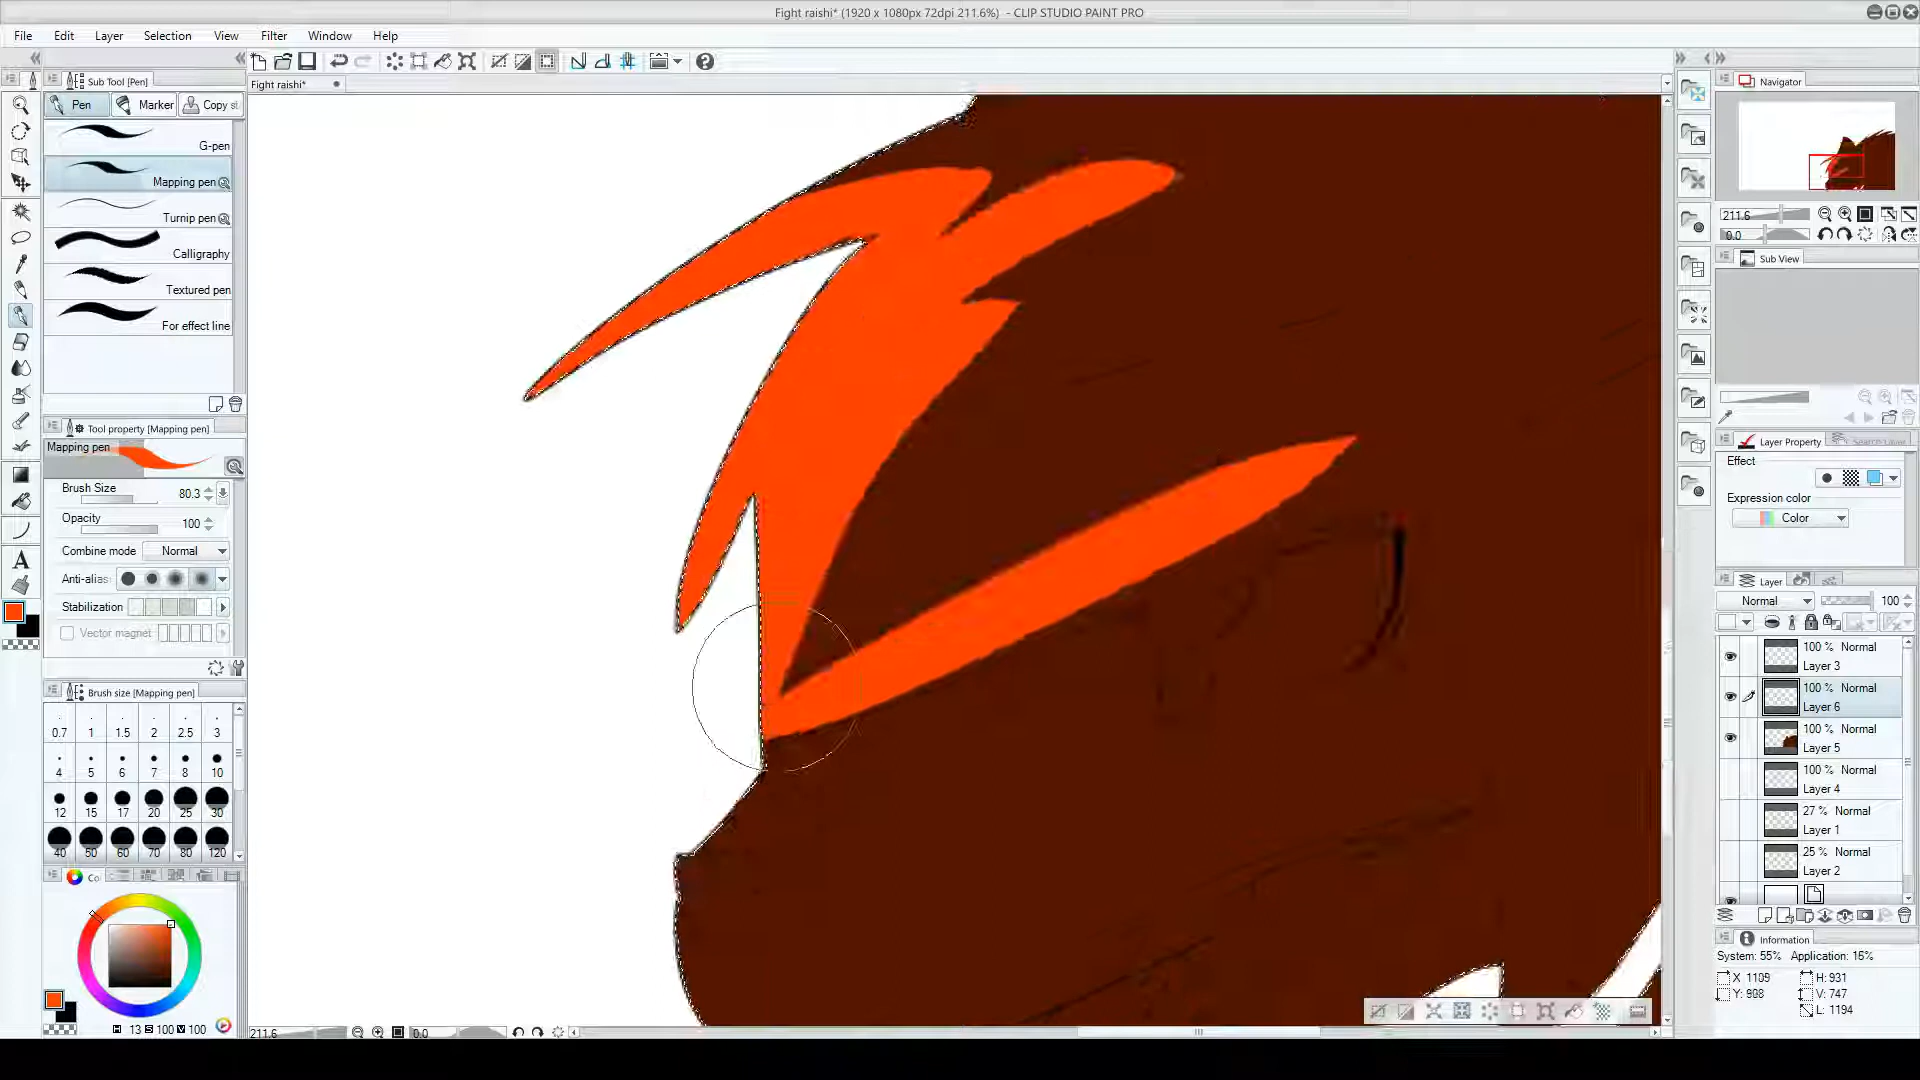 Fight raishi* (1920 x 1080px 72dpi 211.6%) - CLIP STUDIO PAINT PRO
File Edit Layer Selection View Filter Window Help
Sub Tool [Pen]
Fight raishi*
Navigator
Pen Marker Copy st
G-pen
Mapping pen
Turnip pen
Calligraphy
Textured pen
For effect line
211.6
0.0
Sub View
Tool property [Mapping pen]
Mapping pen
Brush Size 80.3
Opacity 100
Combine mode Normal
Anti-alias:
Stabilization
Vector magnet
Layer Property Search Layer
Effect
Expression color
Color
Layer
Normal 100
100 % Normal
Layer 3
100 % Normal
Layer 6
100 % Normal
Layer 5
100 % Normal
Layer 4
27 % Normal
Layer 1
25 % Normal
Layer 2
Brush size [Mapping pen]
0.7 1 1.5 2 2.5 3
4 5 6 7 8 10
12 15 17 20 25 30
40 50 60 70 80 120
Co
H 13 S 100 V 100
211.6 0.0
Information
System: 55% Application: 16%
X 1109 H: 931
Y: 908 V: 747
L: 1194
A